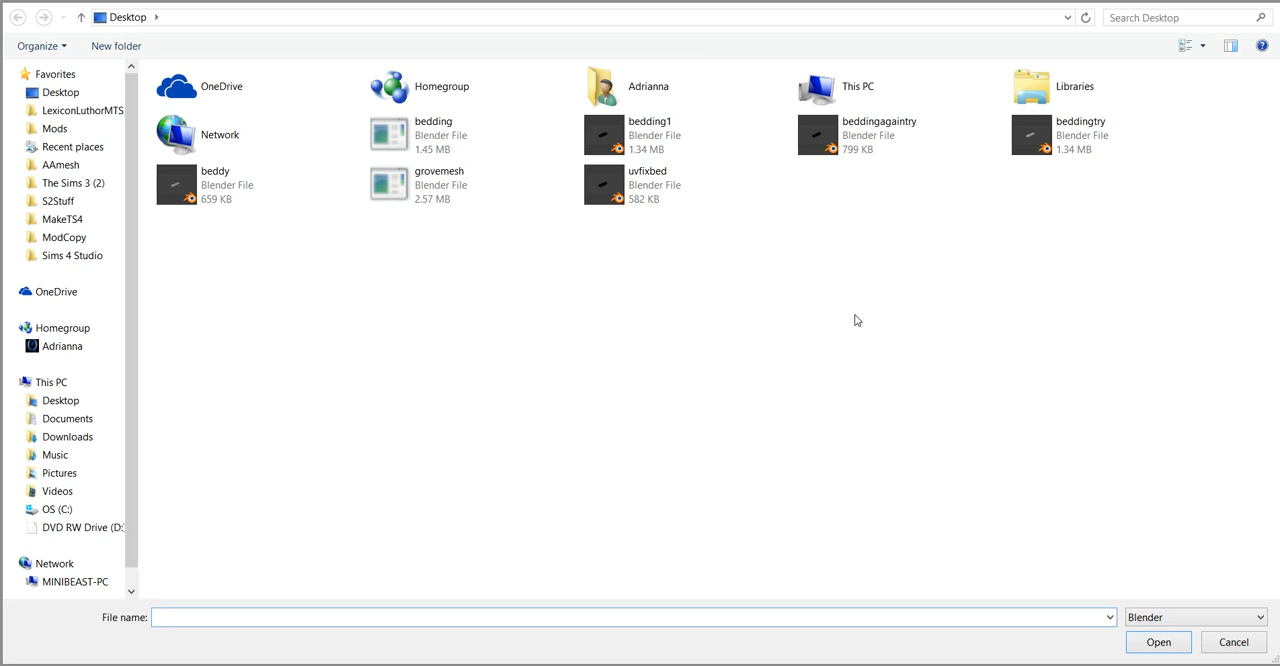 Desktop
Search Desktop
Organize
New folder
Favorites
Desktop
LexiconLuthorMTS
Mods
Recent places
AAmesh
The Sims 3 (2)
S2Stuff
MakeTS4
ModCopy
Sims 4 Studio
OneDrive
Homegroup
Adrianna
This PC
Desktop
Documents
Downloads
Music
Pictures
Videos
OS (C:)
DVD RW Drive (D:
Network
MINIBEAST-PC
OneDrive
Homegroup
Adrianna
This PC
Libraries
Network
bedding
Blender File
1.45 MB
bedding1
Blender File
1.34 MB
beddingagaintry
Blender File
799 KB
beddingtry
Blender File
1.34 MB
beddy
Blender File
659 KB
grovemesh
Blender File
2.57 MB
uvfixbed
Blender File
582 KB
File name:
Blender
Open
Cancel